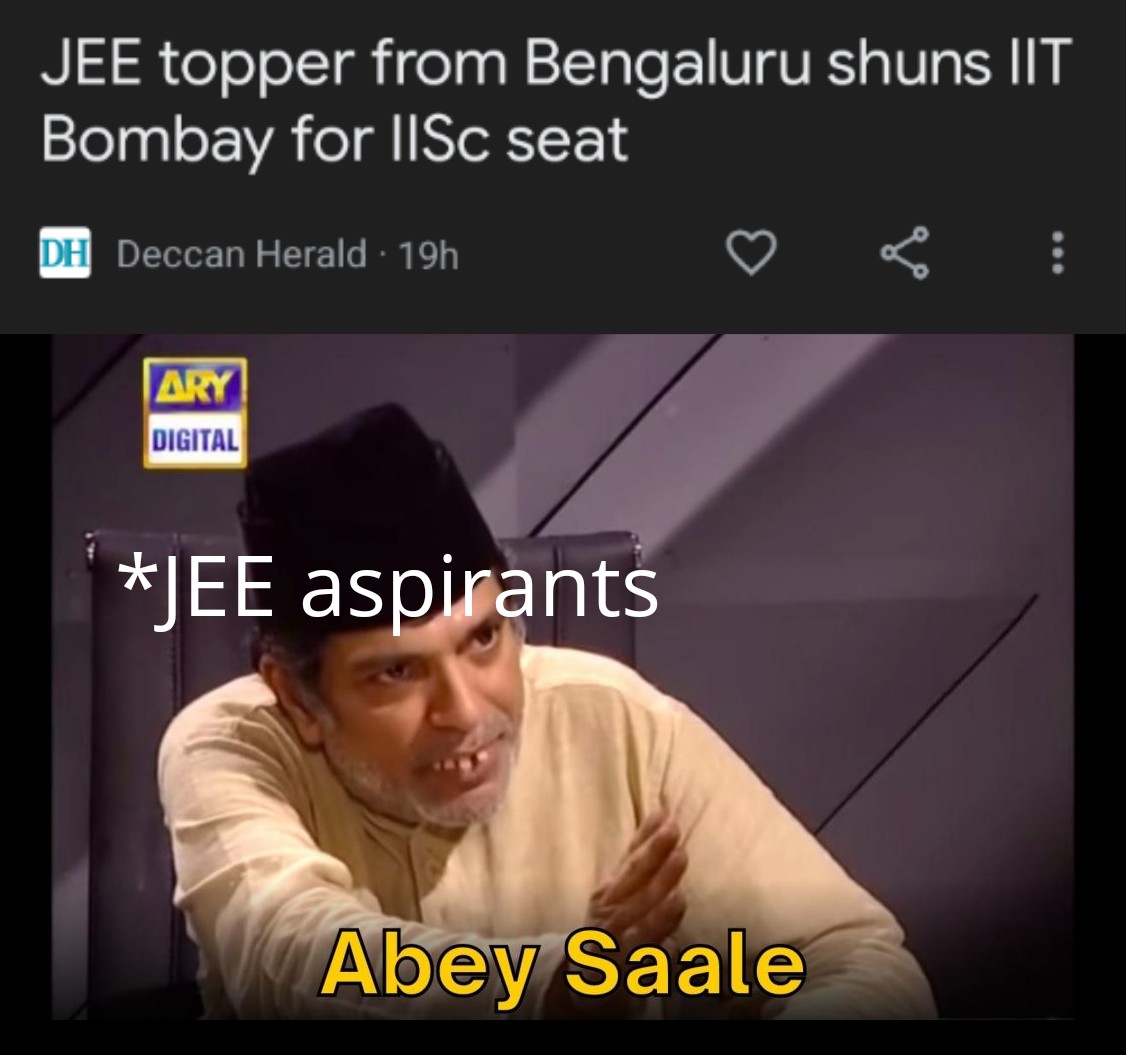 JEE topper from Bengaluru shuns IIT
Bombay for IISc seat
DH Deccan Herald · 19h
ARY
DIGITAL
*JEE aspirants
Abey Saale